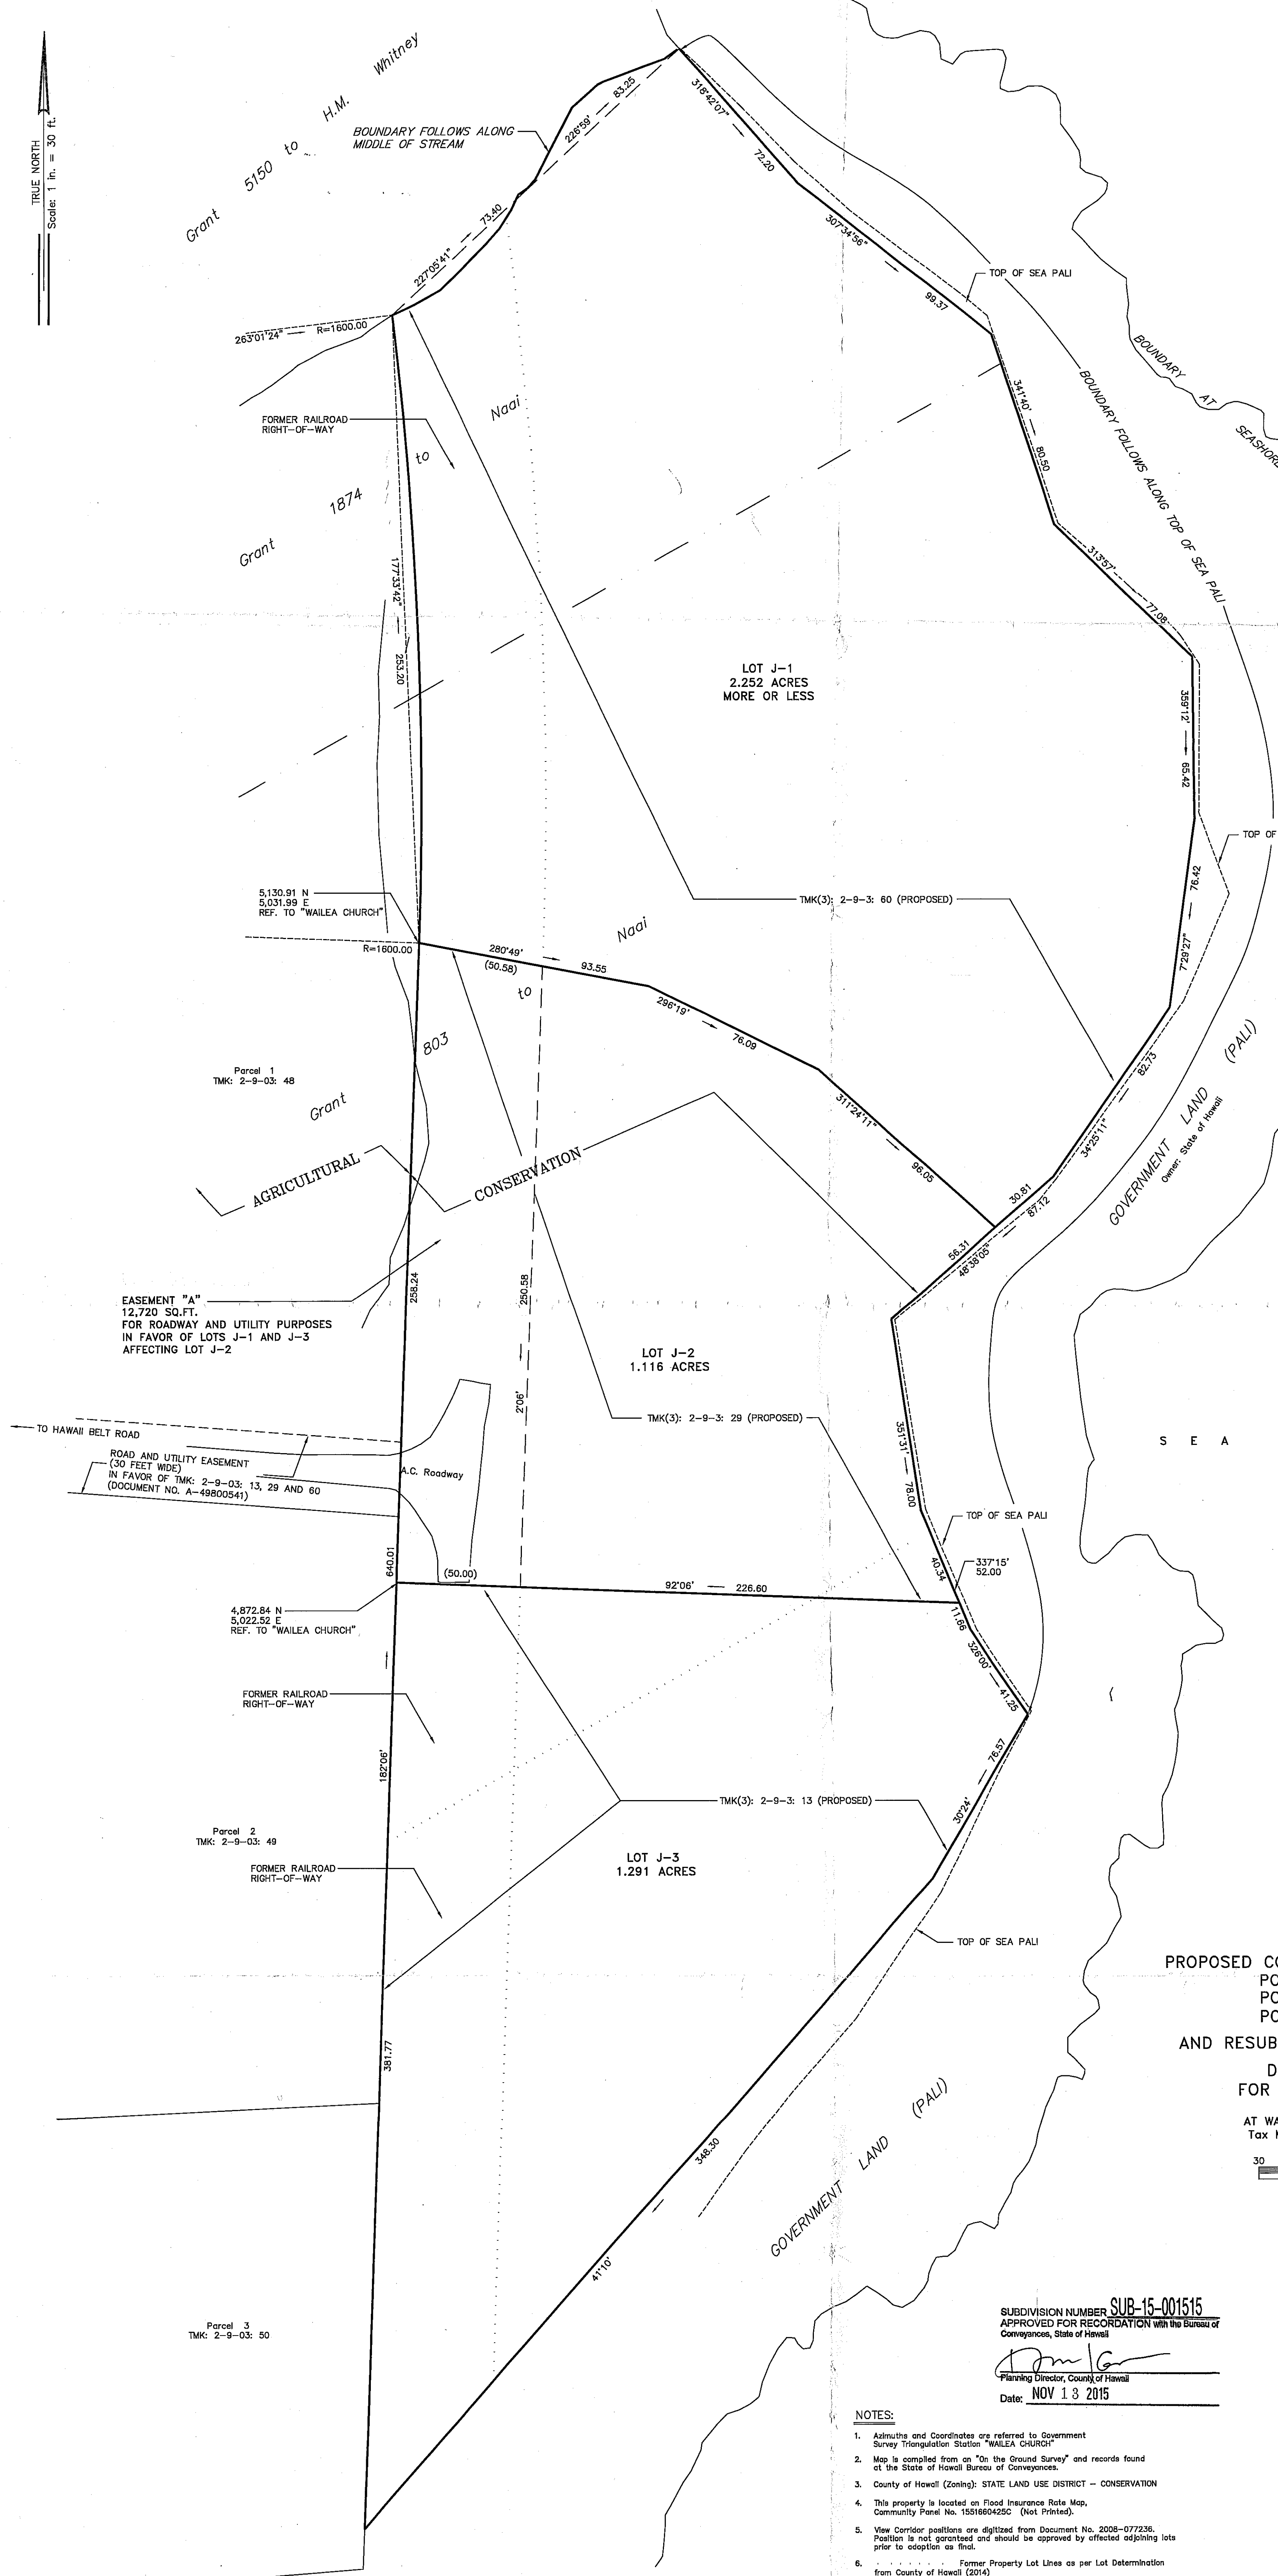 TRUE NORTH
Scale: 1 in. = 30 ft.
Grant 5150 to H.M. Whitney
BOUNDARY FOLLOWS ALONG
MIDDLE OF STREAM
226°59' 83.25
227°05'41" 73.40
263°01'24" R=1600.00
318°42'07" 72.20
307°34'56" 99.37
TOP OF SEA PALI
BOUNDARY AT SEASHORE
BOUNDARY FOLLOWS ALONG TOP OF SEA PALI
341°40' 80.50
313°57' 77.08
359°12' 65.42
TOP OF
76.42
7°29'27"
FORMER RAILROAD
RIGHT-OF-WAY
Grant 1874 to Naai
177°33'42" 253.20
LOT J-1
2.252 ACRES
MORE OR LESS
5,130.91 N
5,031.99 E
REF. TO "WAILEA CHURCH"
R=1600.00
TMK(3): 2-9-3: 60 (PROPOSED)
280°49' 93.55
(50.58)
296°19' 76.09
311°24'11" 96.05
Grant 803 to Naai
Parcel 1
TMK: 2-9-03: 48
82.73
34°25'11"
GOVERNMENT LAND (PALI)
Owner: State of Hawaii
AGRICULTURAL
CONSERVATION
30.81
87.12
56.31
48°38'05"
EASEMENT "A"
12,720 SQ.FT.
FOR ROADWAY AND UTILITY PURPOSES
IN FAVOR OF LOTS J-1 AND J-3
AFFECTING LOT J-2
258.24
250.58
2°06'
LOT J-2
1.116 ACRES
TMK(3): 2-9-3: 29 (PROPOSED)
TO HAWAII BELT ROAD
ROAD AND UTILITY EASEMENT
(30 FEET WIDE)
IN FAVOR OF TMK: 2-9-03: 13, 29 AND 60
(DOCUMENT NO. A-49800541)
A.C. Roadway
351°31' 78.00
SEA
TOP OF SEA PALI
40.34
337°15'
52.00
11.66
640.01
(50.00)
92°06' 226.60
4,872.84 N
5,022.52 E
REF. TO "WAILEA CHURCH"
326°00' 41.25
FORMER RAILROAD
RIGHT-OF-WAY
182°06'
76.57
30°24'
TMK(3): 2-9-3: 13 (PROPOSED)
Parcel 2
TMK: 2-9-03: 49
FORMER RAILROAD
RIGHT-OF-WAY
LOT J-3
1.291 ACRES
TOP OF SEA PALI
381.77
PROPOSED CO
PO
PO
PO
AND RESUB
D
FOR
AT WA
Tax M
30
348.30
41°10'
GOVERNMENT LAND (PALI)
Parcel 3
TMK: 2-9-03: 50
SUBDIVISION NUMBER SUB-15-001515
APPROVED FOR RECORDATION with the Bureau of
Conveyances, State of Hawaii
Planning Director, County of Hawaii
Date: NOV 13 2015
NOTES:
1. Azimuths and Coordinates are referred to Government
Survey Triangulation Station "WAILEA CHURCH"
2. Map is compiled from an "On the Ground Survey" and records found
at the State of Hawaii Bureau of Conveyances.
3. County of Hawaii (Zoning): STATE LAND USE DISTRICT - CONSERVATION
4. This property is located on Flood Insurance Rate Map,
Community Panel No. 1551660425C (Not Printed).
5. View Corridor positions are digitized from Document No. 2008-077236.
Position is not garanteed and should be approved by affected adjoining lots
prior to adoption as final.
6. . . . . . . . Former Property Lot Lines as per Lot Determination
from County of Hawaii (2014)